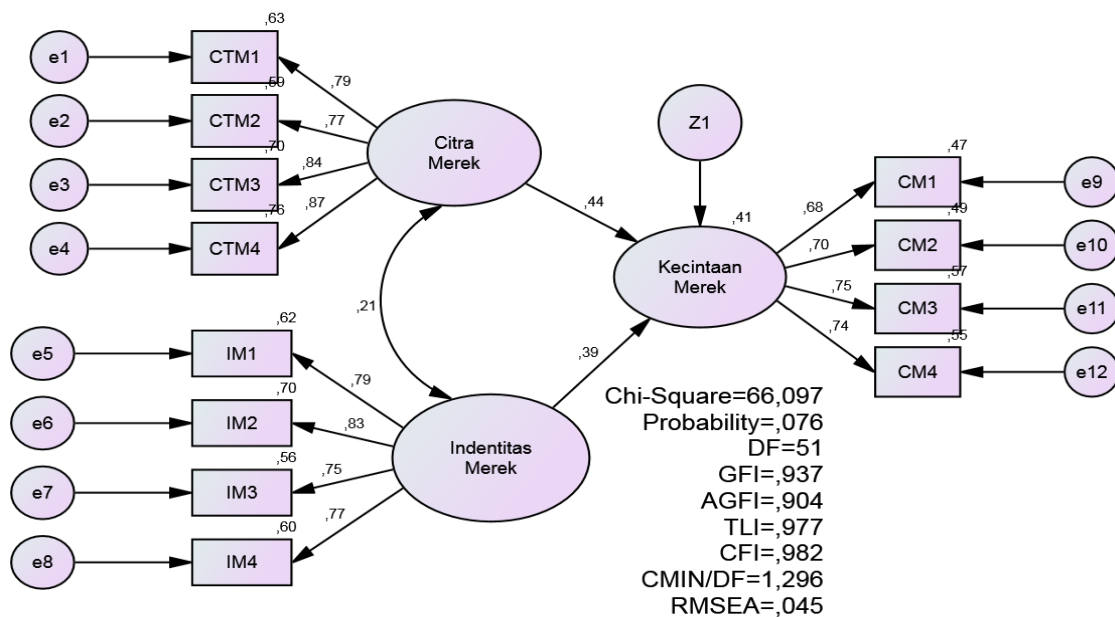 ,63
e1
CTM1
,79
,59
e2
CTM2
,77
,70
e3
CTM3
,84
,76
e4
CTM4
,87
Citra
Merek
Z1
,44
,41
Kecintaan
Merek
,47
CM1
e9
,68
,49
CM2
e10
,70
,57
CM3
e11
,75
,55
CM4
e12
,74
,21
,39
,62
e5
IM1
,79
,70
e6
IM2
,83
,56
e7
IM3
,75
,60
e8
IM4
,77
Indentitas
Merek
Chi-Square=66,097
Probability=,076
DF=51
GFI=,937
AGFI=,904
TLI=,977
CFI=,982
CMIN/DF=1,296
RMSEA=,045